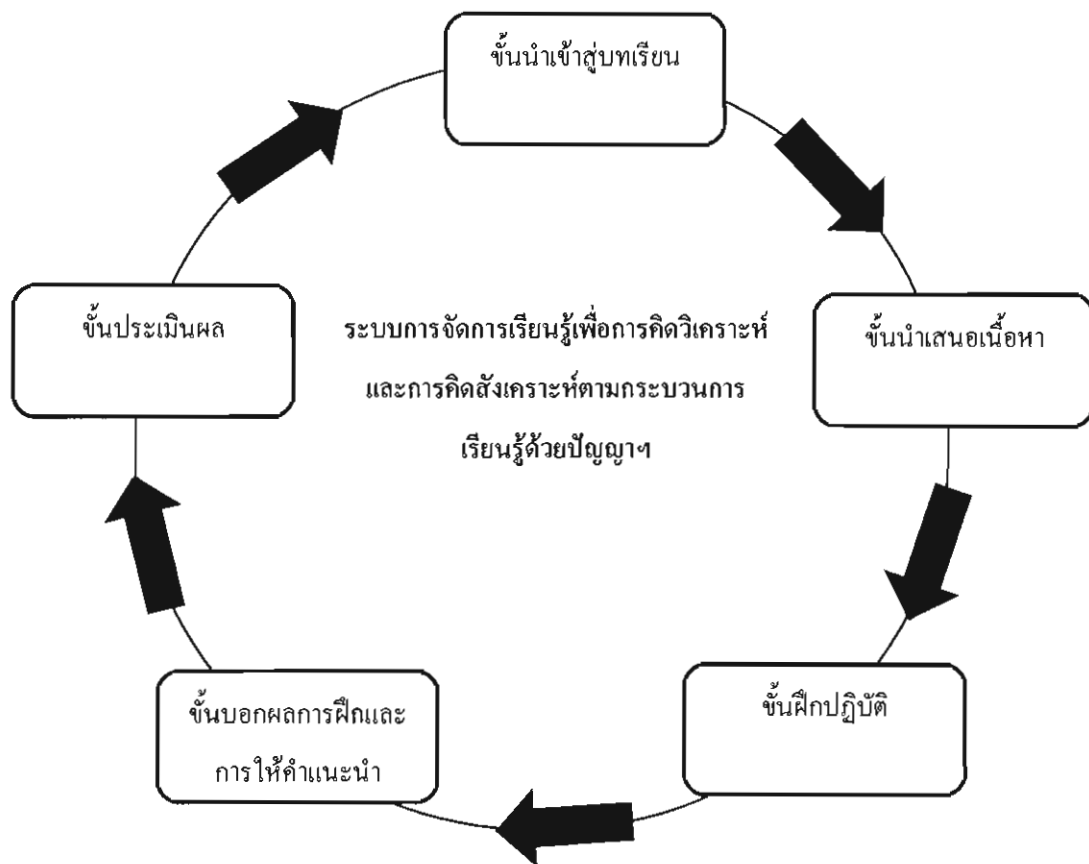 ขั้นนำเข้าสู่บทเรียน
ขั้นประเมินผล
ระบบการจัดการเรียนรู้เพื่อการคิดวิเคราะห์
และการคิดสังเคราะห์ตามกระบวนการ
เรียนรู้ด้วยปัญญาฯ
ขั้นนำเสนอเนื้อหา
ขั้นบอกผลการฝึกและ
การให้คำแนะนำ
ขั้นฝึกปฏิบัติ